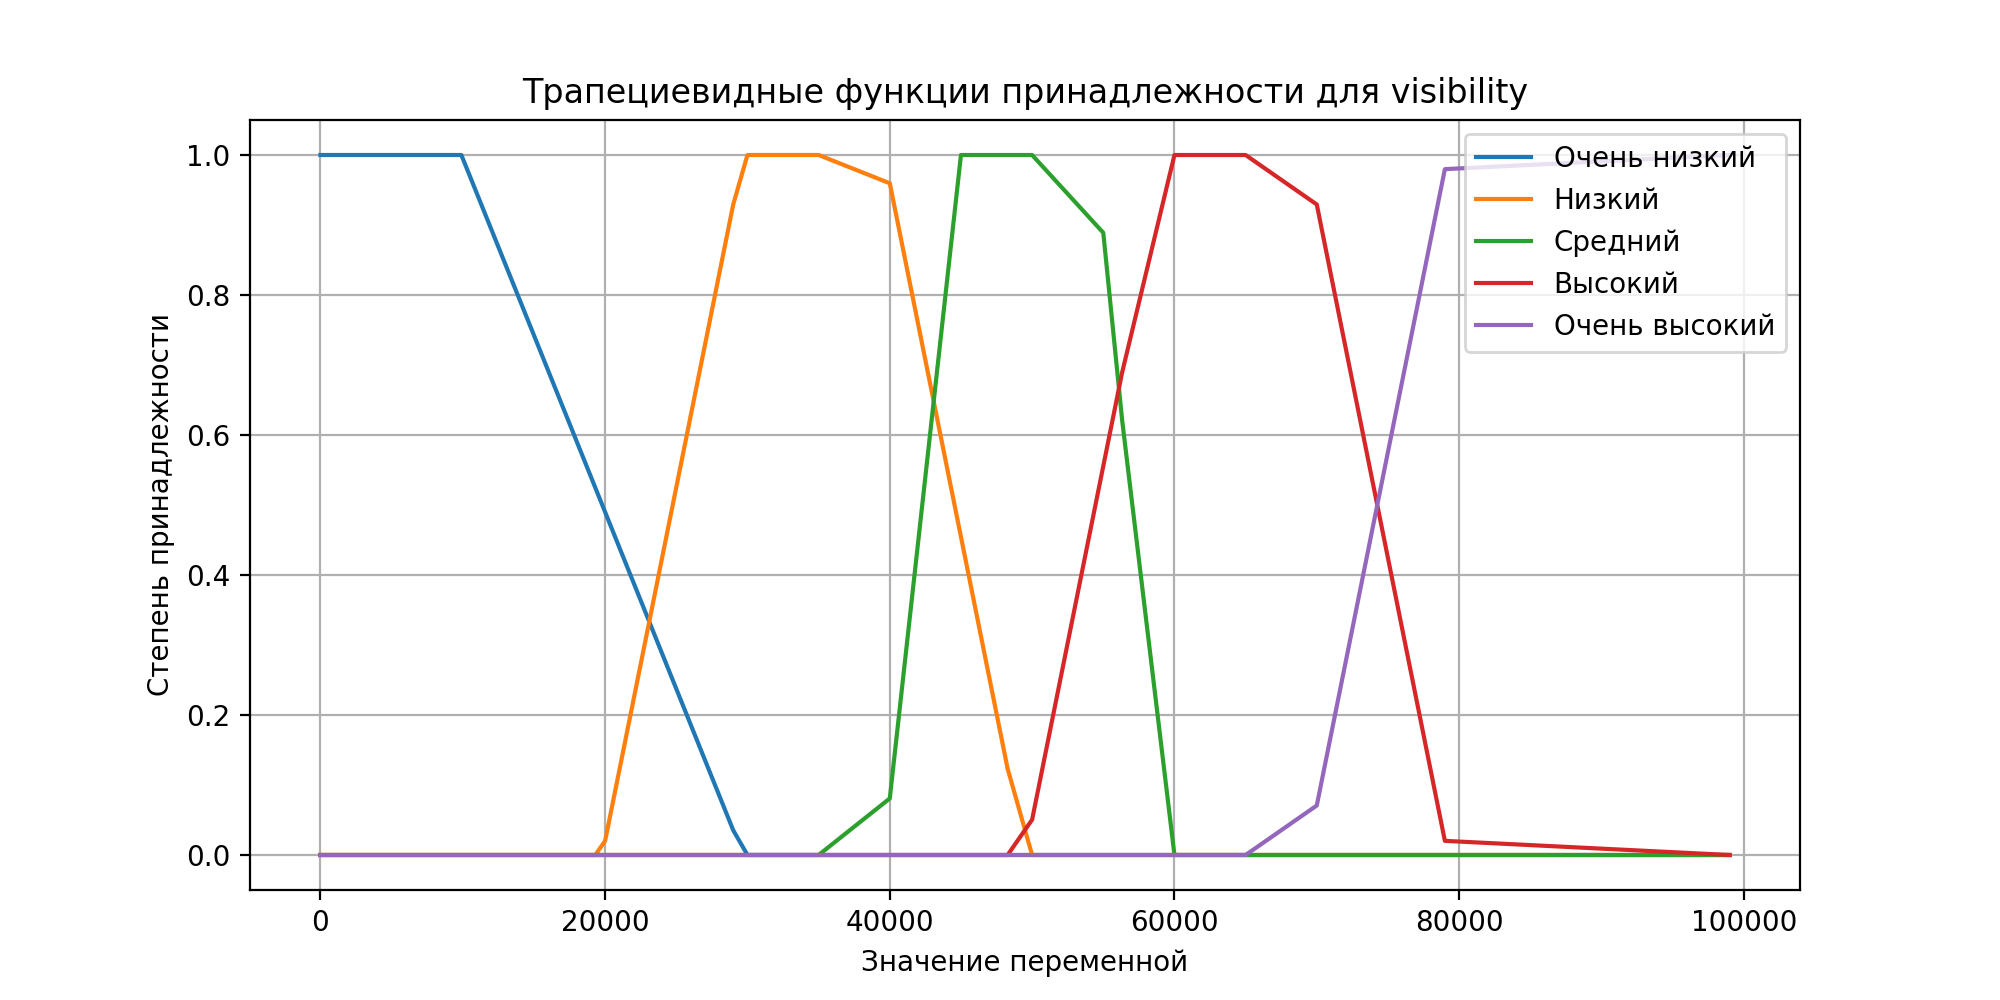 Трапециевидные функции принадлежности для visibility
Степень принадлежности
1.0
0.8
0.6
0.4
0.2
0.0
Очень низкий
Низкий
Средний
Высокий
Очень высокий
0 20000 40000 60000 80000 100000
Значение переменной